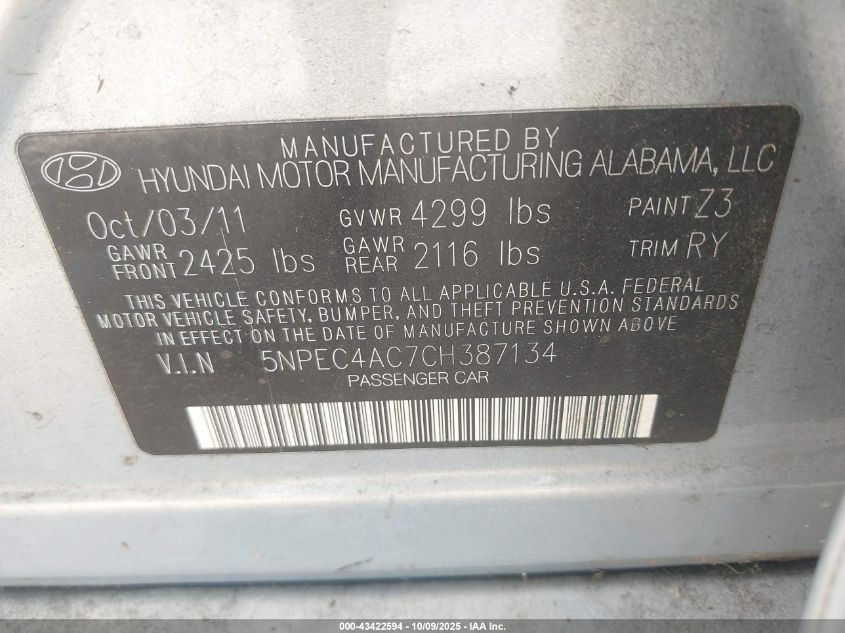 MANUFACTURED BY
HYUNDAI MOTOR MANUFACTURING ALABAMA, LLC
Oct/03/11 GVWR 4299 lbs PAINT Z3
GAWR FRONT 2425 lbs GAWR REAR 2116 lbs TRIM RY
THIS VEHICLE CONFORMS TO ALL APPLICABLE U.S.A. FEDERAL
MOTOR VEHICLE SAFETY, BUMPER, AND THEFT PREVENTION STANDARDS
IN EFFECT ON THE DATE OF MANUFACTURE SHOWN ABOVE
V.I.N 5NPEC4AC7CH387134
PASSENGER CAR
000-43422594 - 10/09/2025 - IAA Inc.